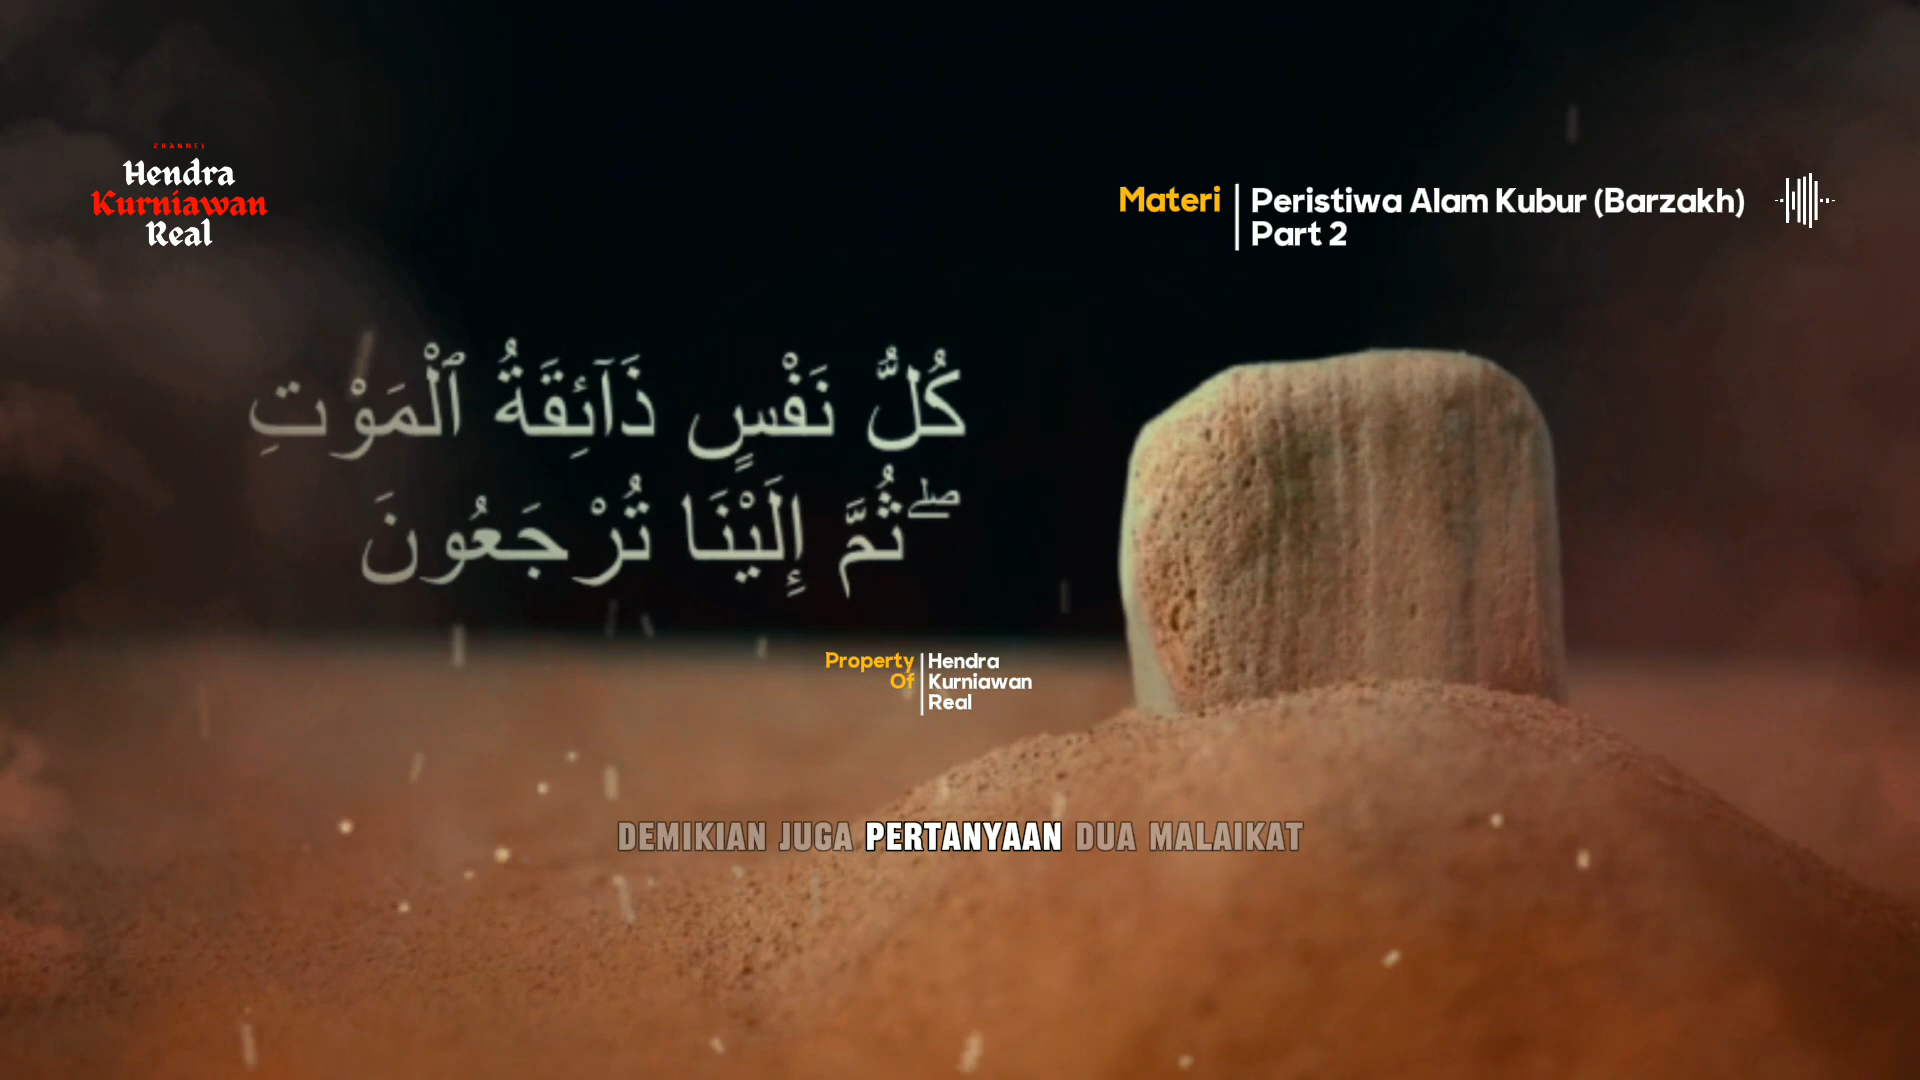 CHANNEL
Hendra
Kurniawan
Real
Materi
Peristiwa Alam Kubur (Barzakh)
Part 2
كُلُّ نَفْسٍ ذَآئِقَةُ ٱلْمَوْتِ
ۖ ثُمَّ إِلَيْنَا تُرْجَعُونَ
Property
Of
Hendra
Kurniawan
Real
DEMIKIAN JUGA PERTANYAAN DUA MALAIKAT